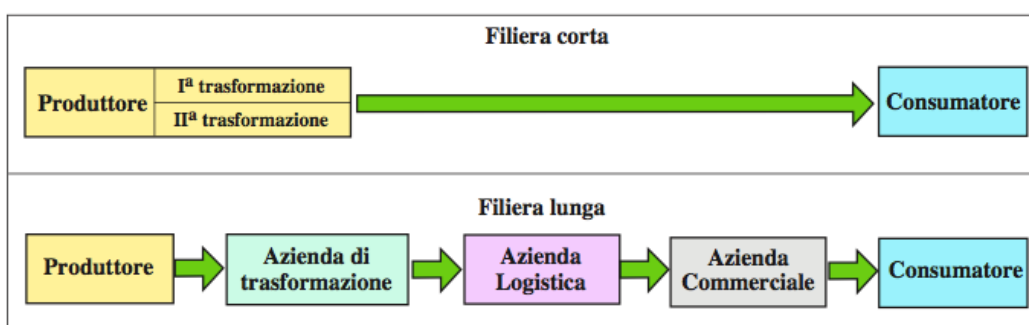 Filiera corta
Produttore
Iª trasformazione
IIª trasformazione
Consumatore
Filiera lunga
Produttore
Azienda di
trasformazione
Azienda
Logistica
Azienda
Commerciale
Consumatore